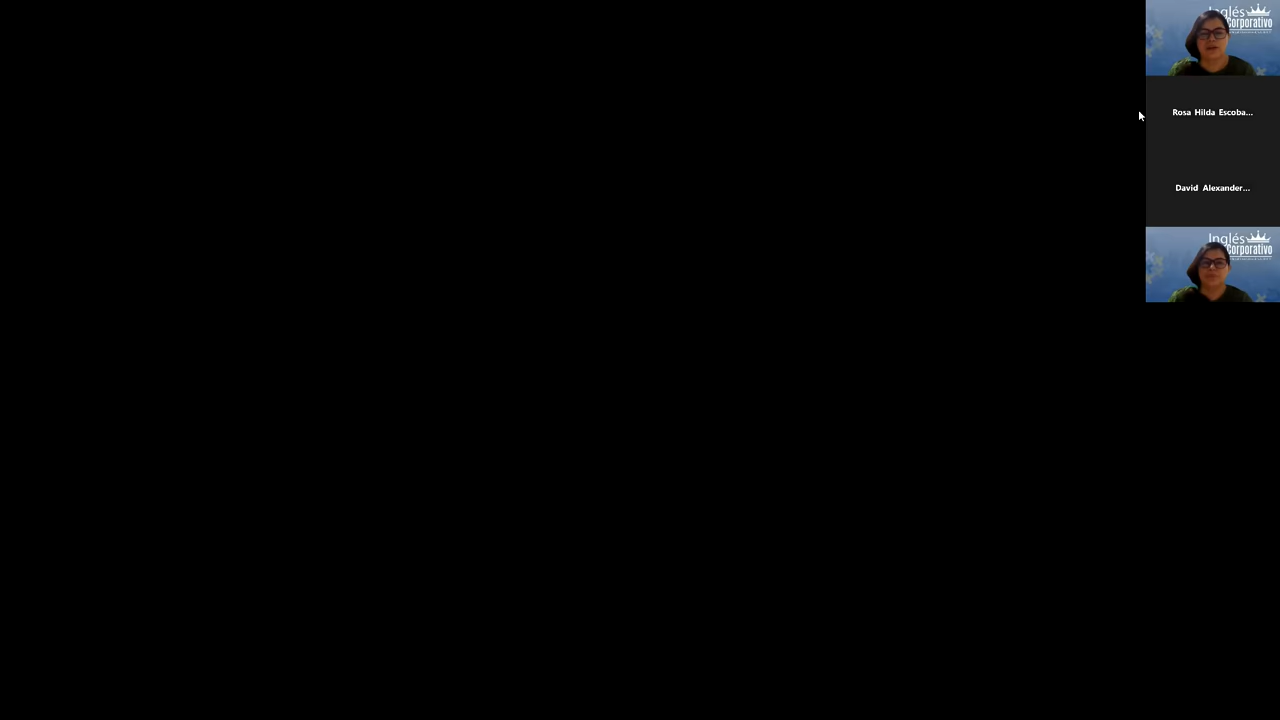 Inglés
Corporativo
Rosa Hilda Escoba...
David Alexander...
Inglés
Corporativo